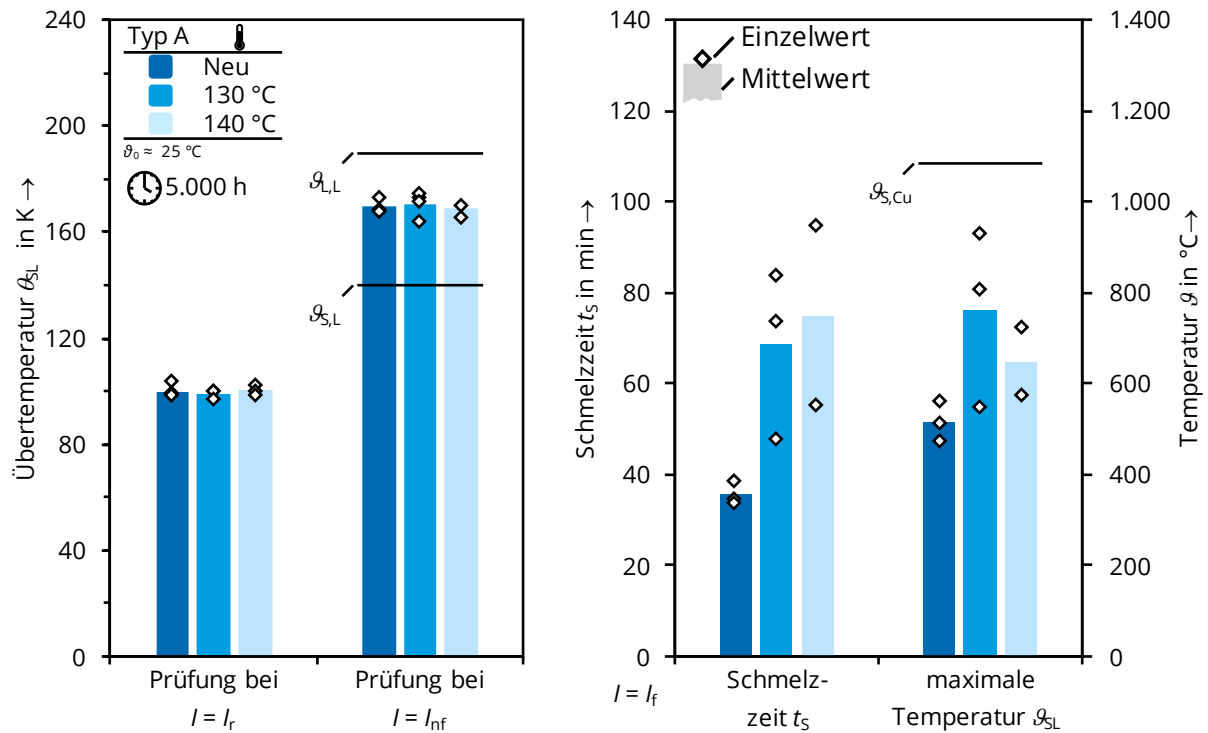 240
200
160
120
80
40
0
Übertemperatur θSL in K →
Typ A
Neu
130 °C
140 °C
ϑ0 ≈ 25 °C
5.000 h
ϑL,L
ϑS,L
Prüfung bei
I = Ir
Prüfung bei
I = Inf
140
120
100
80
60
40
20
0
Schmelzzeit tS in min →
Einzelwert
Mittelwert
ϑS,Cu
1.400
1.200
1.000
800
600
400
200
0
Temperatur ϑ in °C→
I = If
Schmelz-
zeit tS
maximale
Temperatur ϑSL